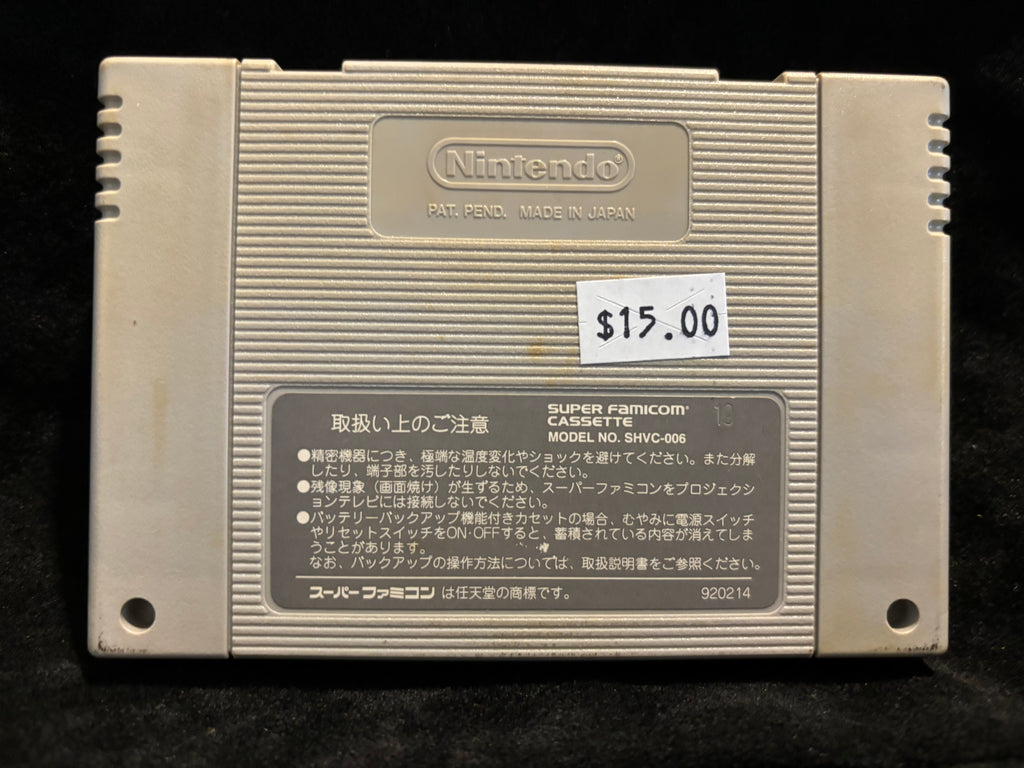 Nintendo®
PAT. PEND. MADE IN JAPAN
$15.00
取扱い上のご注意
SUPER Famicom®
CASSETTE
MODEL NO. SHVC-006
19
●精密機器につき、極端な温度変化やショックを避けてください。また分解
したり、端子部を汚したりしないでください。
●残像現象（画面焼け）が生ずるため、スーパーファミコンをプロジェクシ
ョンテレビには接続しないでください。
●バッテリーバックアップ機能付きカセットの場合、むやみに電源スイッチ
やリセットスイッチをON·OFFすると、蓄積されている内容が消えてしま
うことがあります。
なお、バックアップの操作方法については、取扱説明書をご参照ください。
スーパーファミコン は任天堂の商標です。
920214